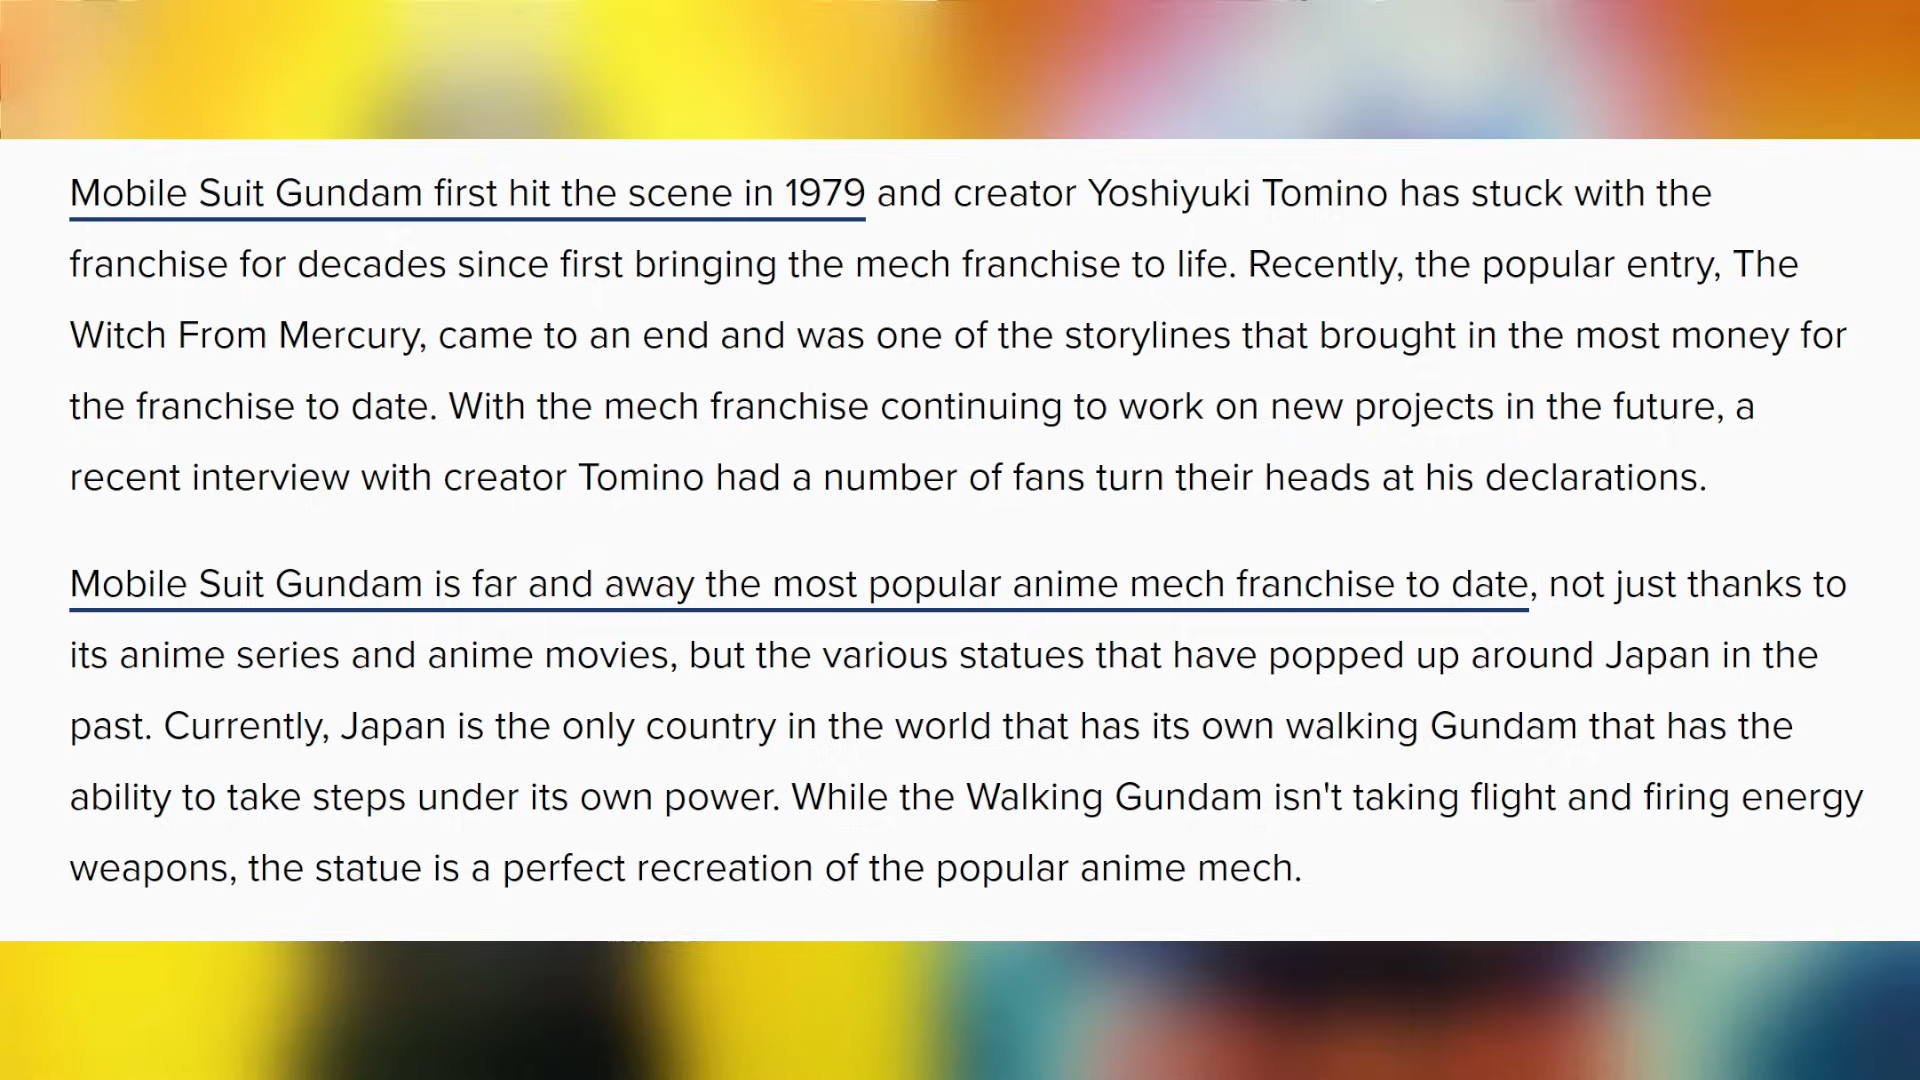 Mobile Suit Gundam first hit the scene in 1979 and creator Yoshiyuki Tomino has stuck with the
franchise for decades since first bringing the mech franchise to life. Recently, the popular entry, The
Witch From Mercury, came to an end and was one of the storylines that brought in the most money for
the franchise to date. With the mech franchise continuing to work on new projects in the future, a
recent interview with creator Tomino had a number of fans turn their heads at his declarations.
Mobile Suit Gundam is far and away the most popular anime mech franchise to date, not just thanks to
its anime series and anime movies, but the various statues that have popped up around Japan in the
past. Currently, Japan is the only country in the world that has its own walking Gundam that has the
ability to take steps under its own power. While the Walking Gundam isn't taking flight and firing energy
weapons, the statue is a perfect recreation of the popular anime mech.